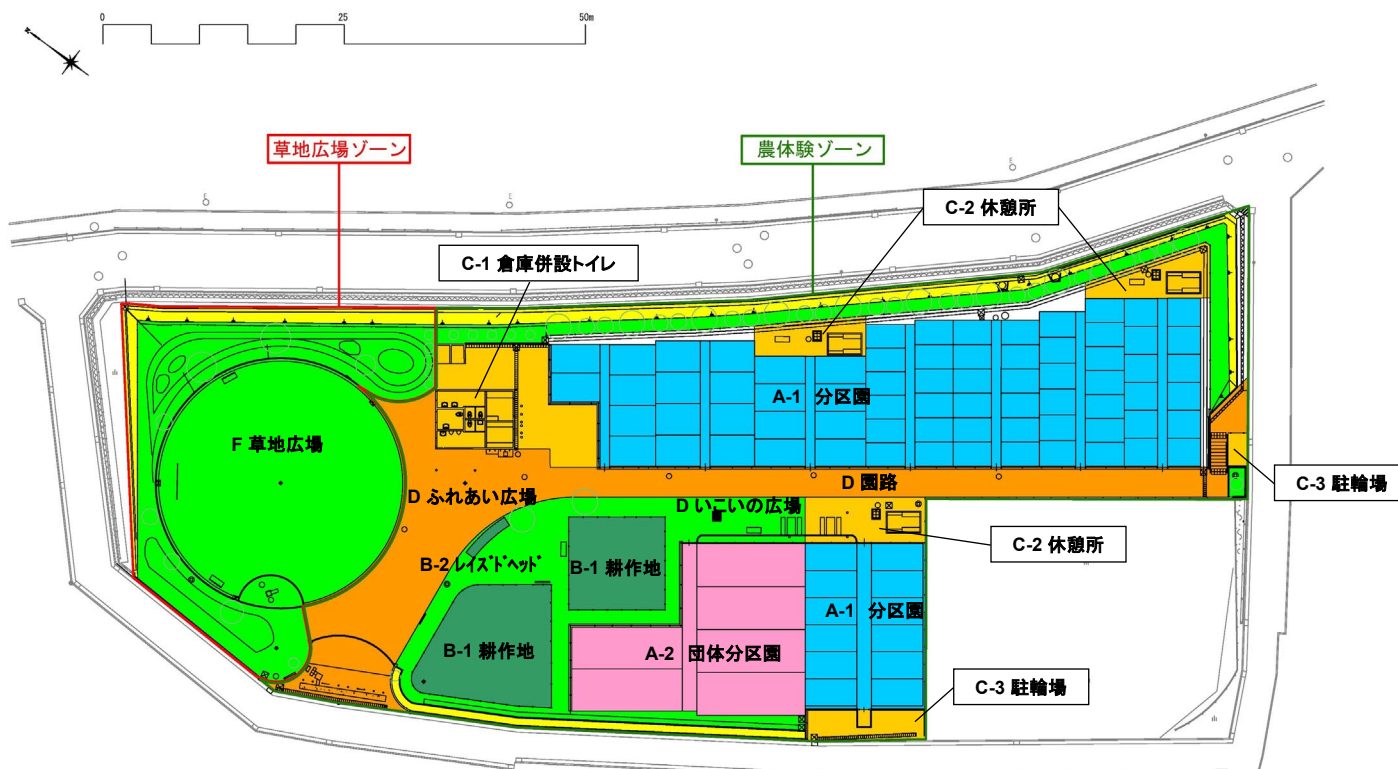 0 25 50m
草地広場ゾーン
農体験ゾーン
C-2 休憩所
C-1 倉庫併設トイレ
A-1 分区園
F 草地広場
D 園路
C-3 駐輪場
D ふれあい広場
D いこいの広場
C-2 休憩所
B-2 レイズドヘッド
B-1 耕作地
A-1 分区園
B-1 耕作地
A-2 団体分区園
C-3 駐輪場